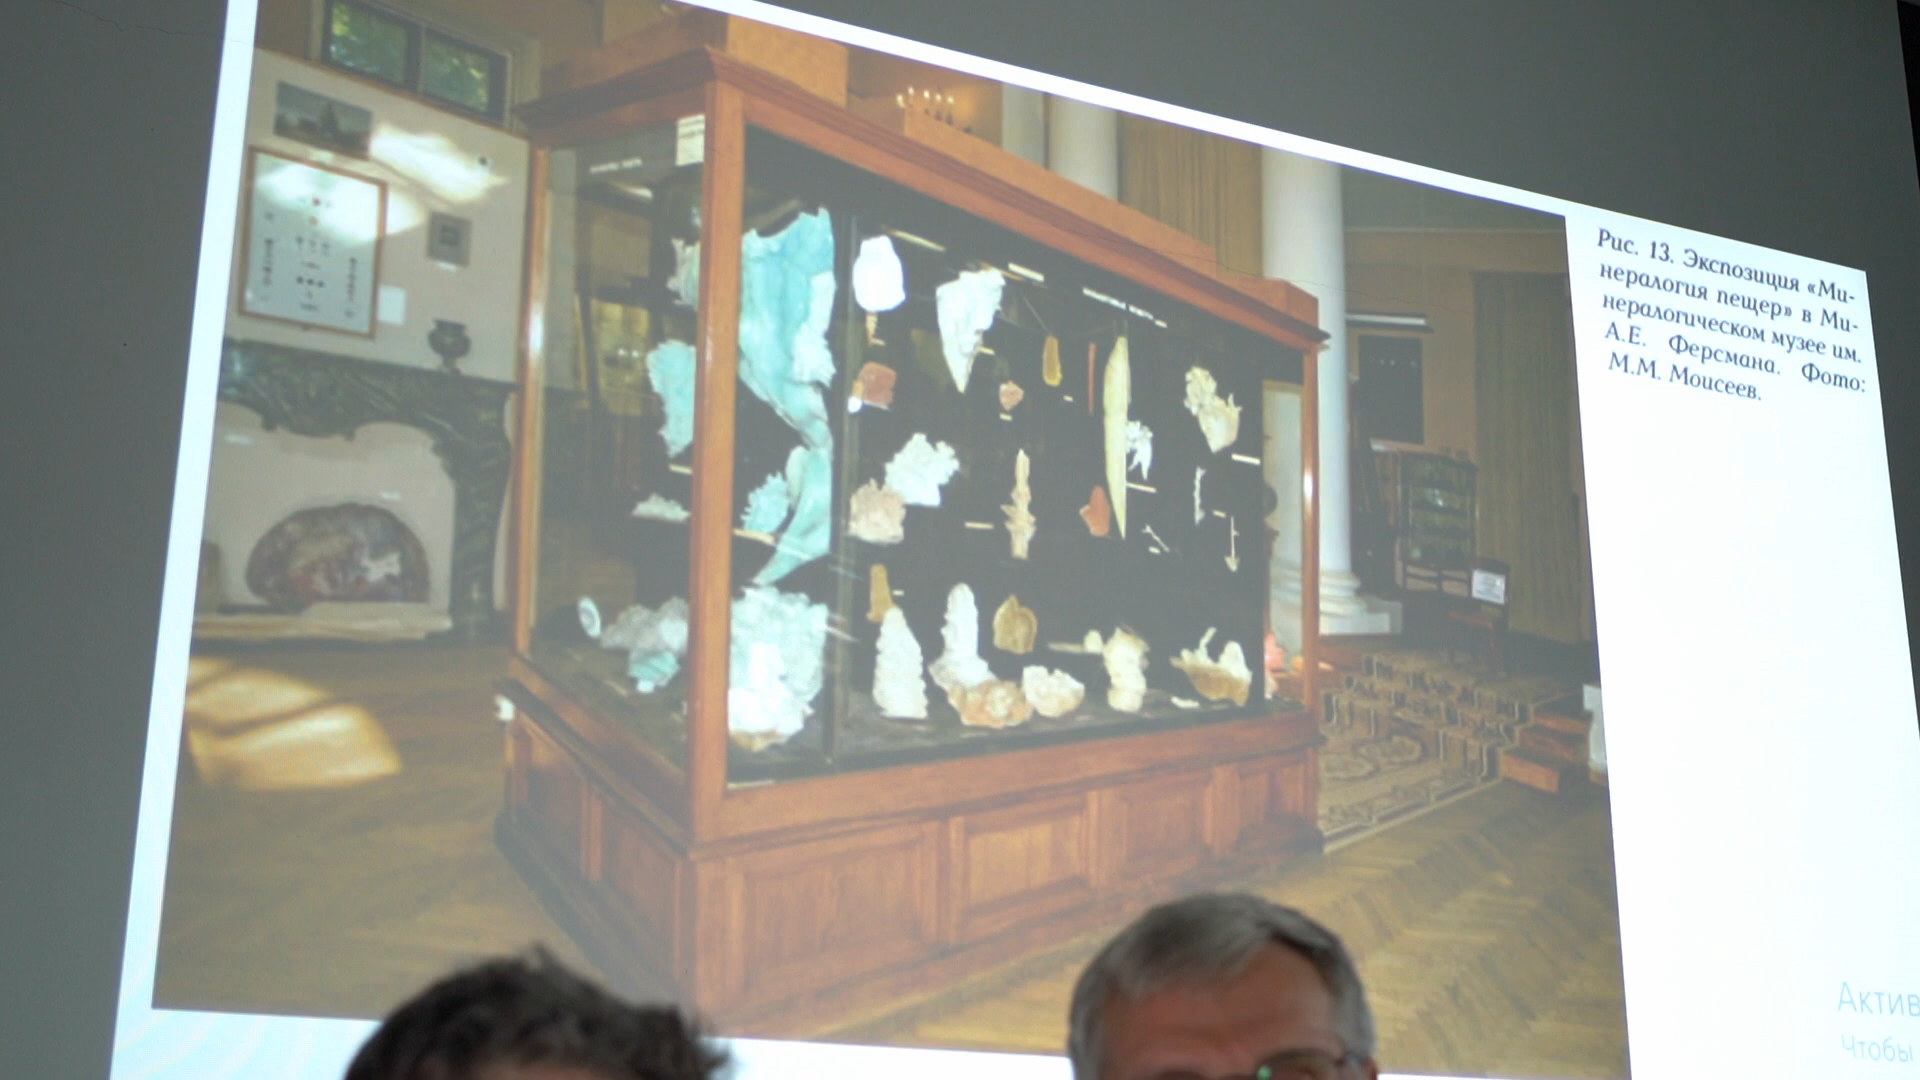 Рис. 13. Экспозиция «Ми-
нералогия пещер» в Ми-
нералогическом музее им.
А.Е. Ферсмана. Фото:
М.М. Моисеев.
Актив
Чтобы